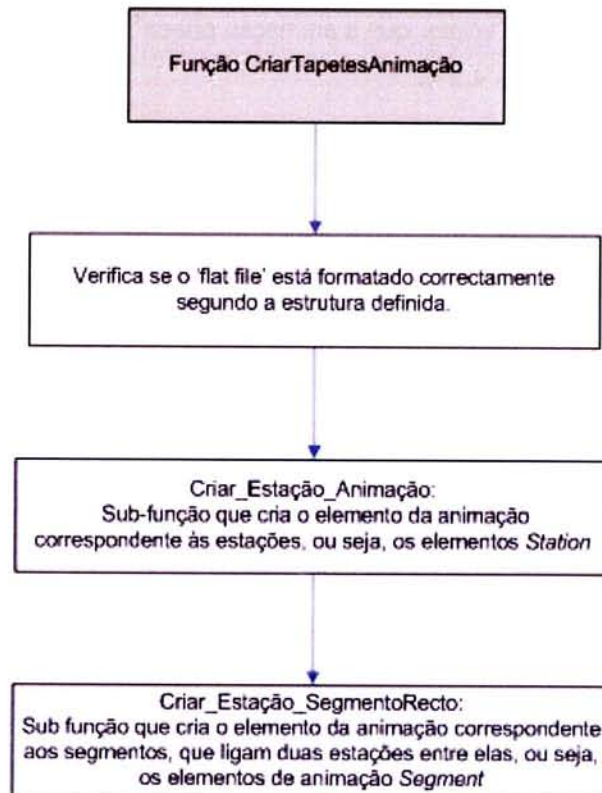 Função CriarTapetesAnimação
Verifica se o 'flat file' está formatado correctamente
segundo a estrutura definida.
Criar_Estação_Animação:
Sub-função que cria o elemento da animação
correspondente às estações, ou seja, os elementos Station
Criar_Estação_SegmentoRecto:
Sub função que cria o elemento da animação correspondente
aos segmentos, que ligam duas estações entre elas, ou seja,
os elementos de animação Segment